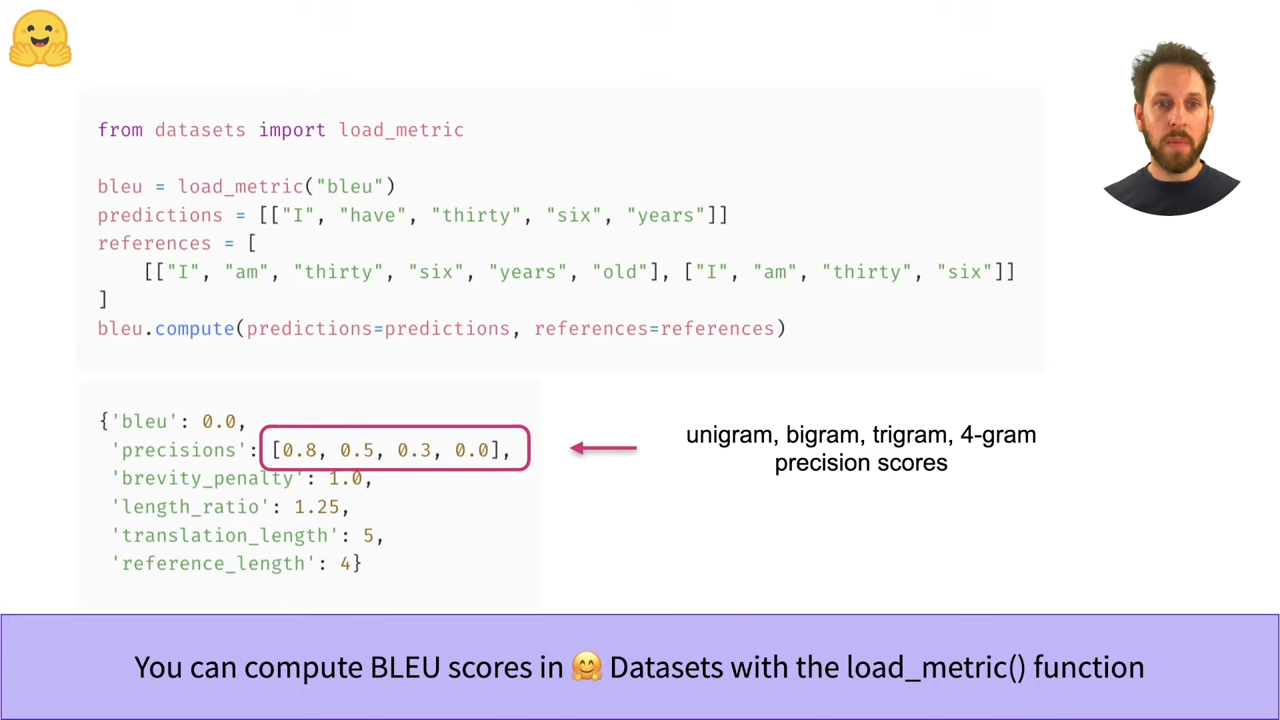 from datasets import load_metric
bleu = load_metric("bleu")
predictions = [["I", "have", "thirty", "six", "years"]]
references = [
    [["I", "am", "thirty", "six", "years", "old"], ["I", "am", "thirty", "six"]]
]
bleu.compute(predictions=predictions, references=references)
{'bleu': 0.0,
 'precisions': [0.8, 0.5, 0.3, 0.0],
 'brevity_penalty': 1.0,
 'length_ratio': 1.25,
 'translation_length': 5,
 'reference_length': 4}
unigram, bigram, trigram, 4-gram
precision scores
You can compute BLEU scores in 🤗 Datasets with the load_metric() function